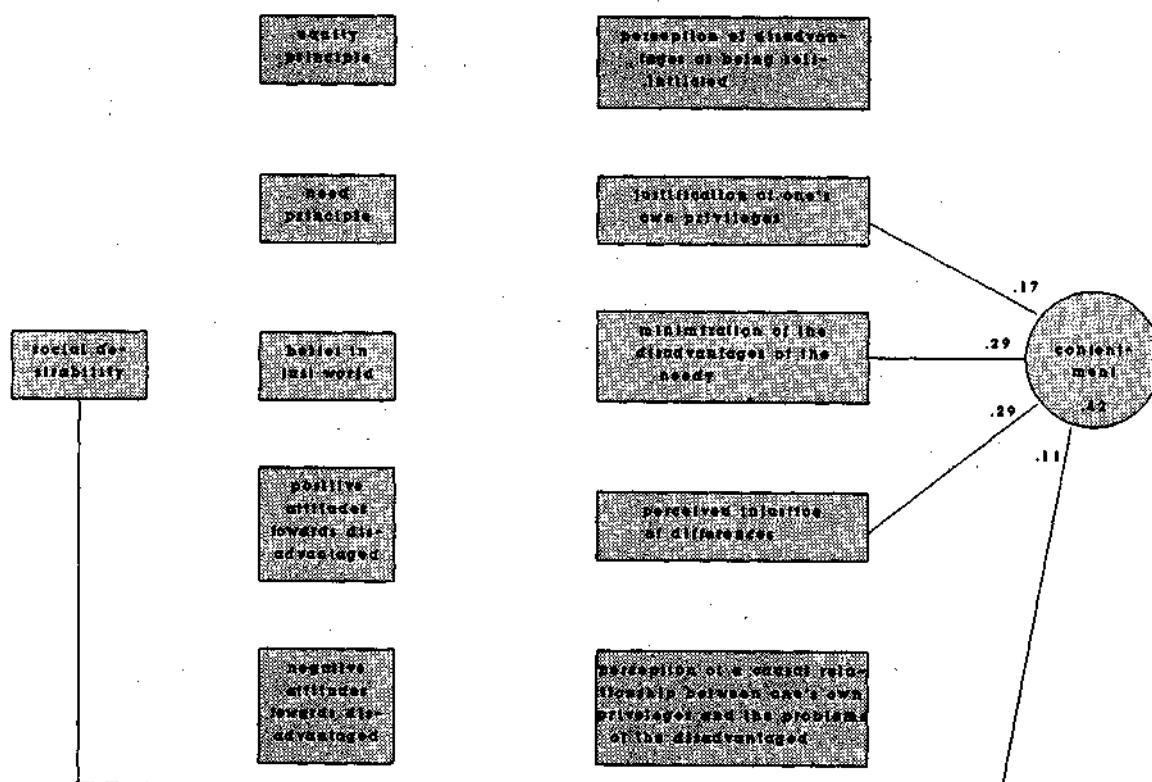 equity
principle
perception of disadvan-
tages as being self-
initiated
need
principle
justification of one's
own privileges
.17
social de-
sirability
belief in
just world
minimization of the
disadvantages of the
needy
.29
content-
ment
.42
.29
.11
positive
attitudes
towards dis-
advantaged
perceived injustice
of differences
negative
attitudes
towards dis-
advantaged
perception of a causal rela-
tionship between one's own
priveleges and the problems
of the disadvantaged